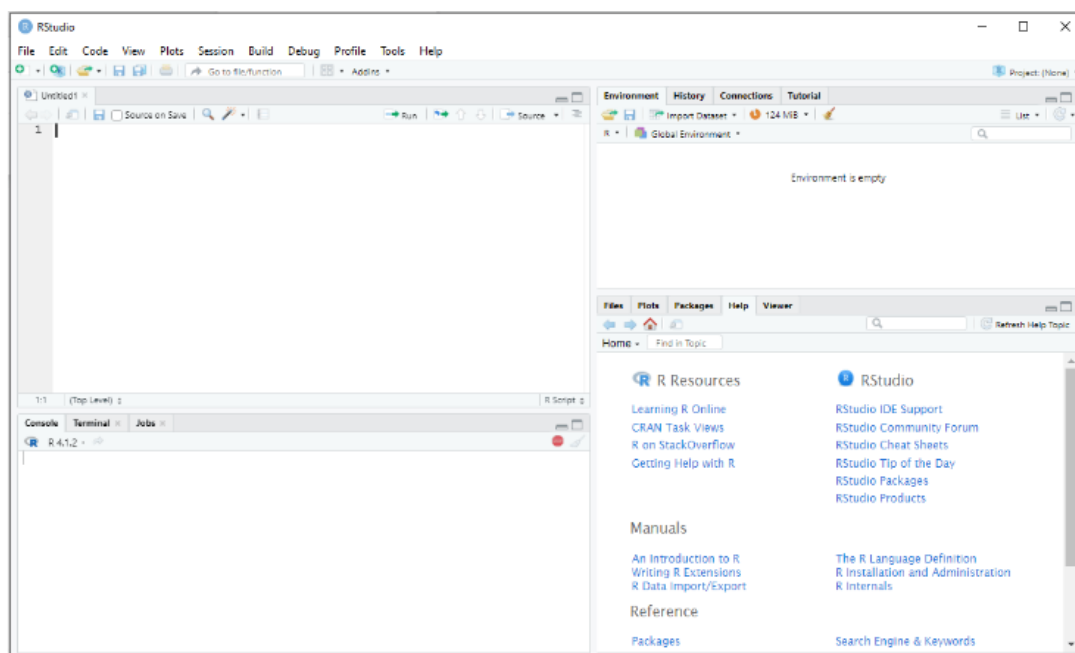 RStudio
File Edit Code View Plots Session Build Debug Profile Tools Help
Go to file/function Addins Project: (None)
Untitled1
Source on Save Run Source
1
1:1 (Top Level) R Script
Console Terminal Jobs
R 4.1.2
Environment History Connections Tutorial
Import Dataset 124 MiB List
R Global Environment
Environment is empty
Files Plots Packages Help Viewer
Refresh Help Topic
Home Find in Topic
R Resources
Learning R Online
CRAN Task Views
R on StackOverflow
Getting Help with R
RStudio
RStudio IDE Support
RStudio Community Forum
RStudio Cheat Sheets
RStudio Tip of the Day
RStudio Packages
RStudio Products
Manuals
An Introduction to R
Writing R Extensions
R Data Import/Export
The R Language Definition
R Installation and Administration
R Internals
Reference
Packages
Search Engine & Keywords